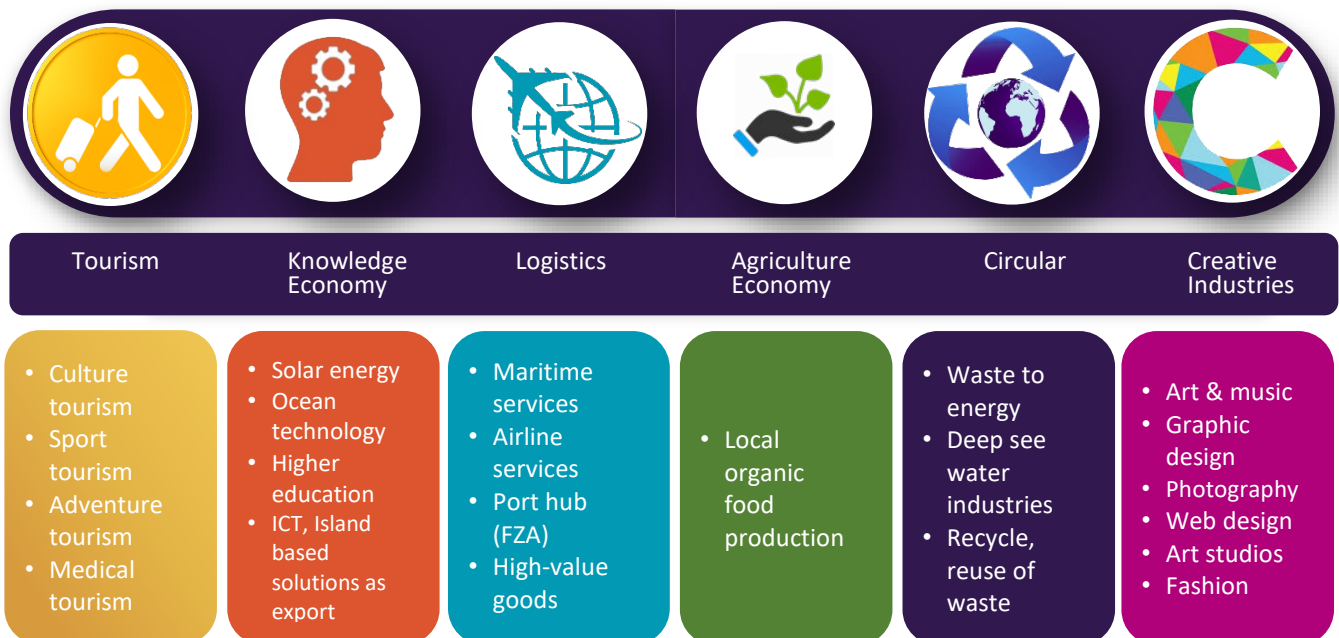 Tourism
Knowledge
Economy
Logistics
Agriculture
Economy
Circular
Creative
Industries
• Culture
tourism
• Sport
tourism
• Adventure
tourism
• Medical
tourism
• Solar energy
• Ocean
technology
• Higher
education
• ICT, Island
based
solutions as
export
• Maritime
services
• Airline
services
• Port hub
(FZA)
• High-value
goods
• Local
organic
food
production
• Waste to
energy
• Deep see
water
industries
• Recycle,
reuse of
waste
• Art & music
• Graphic
design
• Photography
• Web design
• Art studios
• Fashion